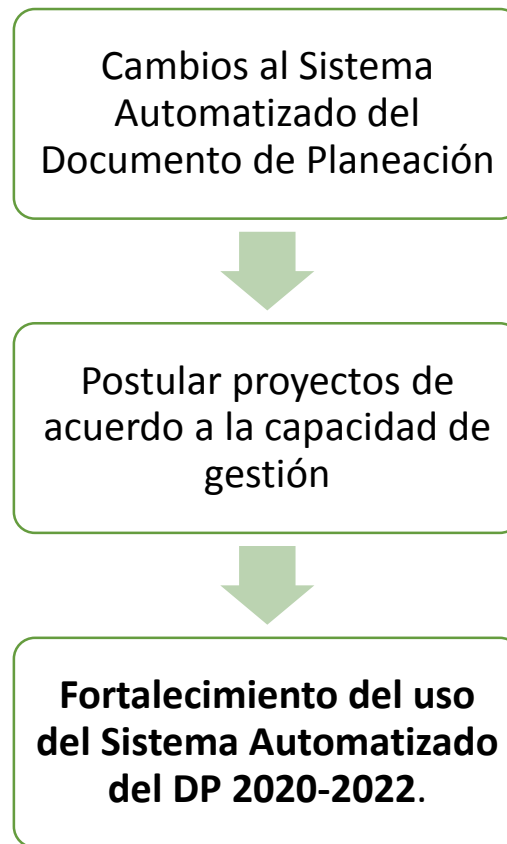 Cambios al Sistema
Automatizado del
Documento de Planeación
Postular proyectos de
acuerdo a la capacidad de
gestión
Fortalecimiento del uso
del Sistema Automatizado
del DP 2020-2022.